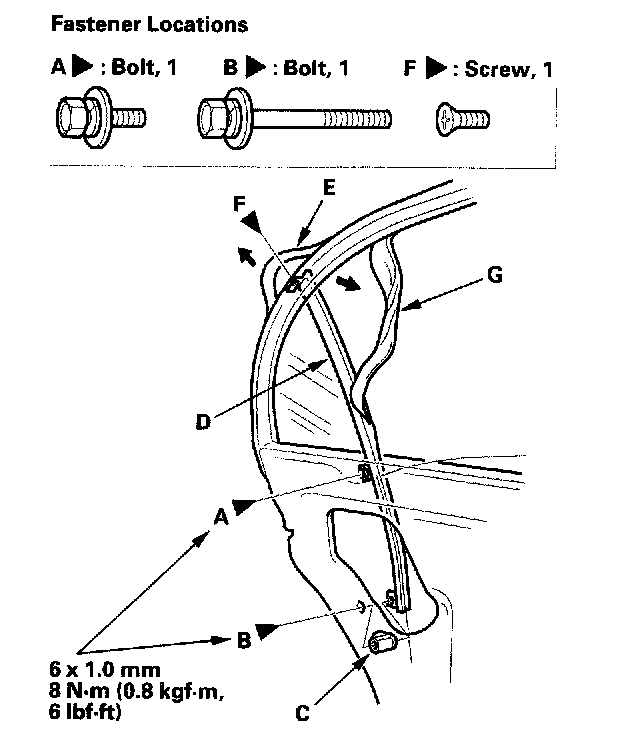 Fastener Locations
A ▶ : Bolt, 1 B ▶ : Bolt, 1 F ▶ : Screw, 1
E
F
G
D
A
B
6 x 1.0 mm
8 N·m (0.8 kgf·m,
6 lbf·ft)
C